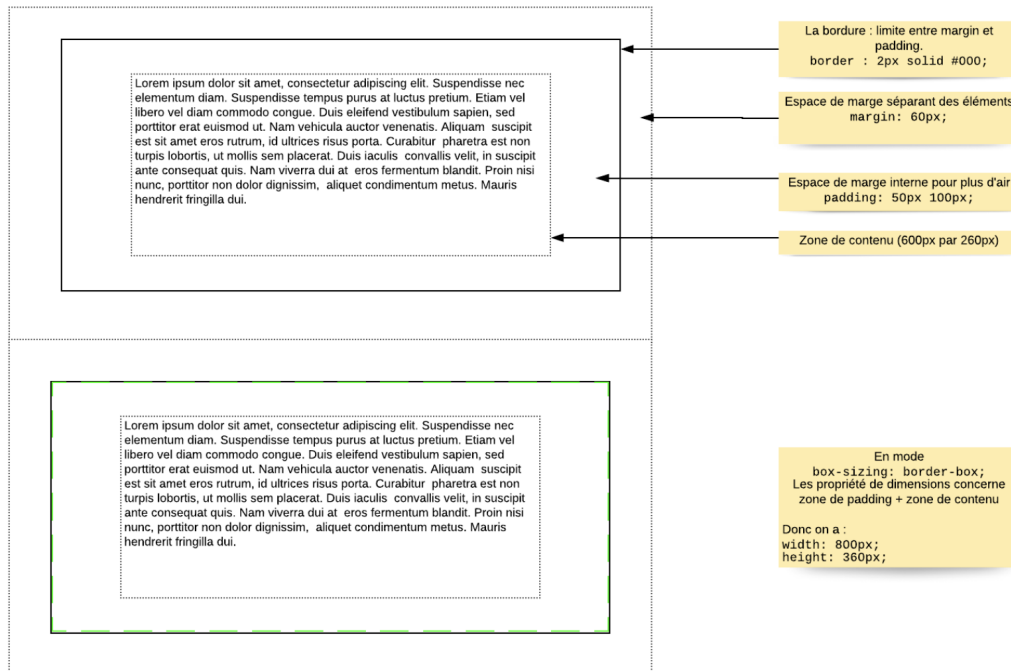 La bordure : limite entre margin et
padding.
border : 2px solid #000;
Espace de marge séparant des éléments
margin: 60px;
Espace de marge interne pour plus d'air
padding: 50px 100px;
Zone de contenu (600px par 260px)
Lorem ipsum dolor sit amet, consectetur adipiscing elit. Suspendisse nec
elementum diam. Suspendisse tempus purus at luctus pretium. Etiam vel
libero vel diam commodo congue. Duis eleifend vestibulum sapien, sed
porttitor erat euismod ut. Nam vehicula auctor venenatis. Aliquam  suscipit
est sit amet eros rutrum, id ultrices risus porta. Curabitur  pharetra est non
turpis lobortis, ut mollis sem placerat. Duis iaculis  convallis velit, in suscipit
ante consequat quis. Nam viverra dui at  eros fermentum blandit. Proin nisi
nunc, porttitor non dolor dignissim,  aliquet condimentum metus. Mauris
hendrerit fringilla dui.
Lorem ipsum dolor sit amet, consectetur adipiscing elit. Suspendisse nec
elementum diam. Suspendisse tempus purus at luctus pretium. Etiam vel
libero vel diam commodo congue. Duis eleifend vestibulum sapien, sed
porttitor erat euismod ut. Nam vehicula auctor venenatis. Aliquam  suscipit
est sit amet eros rutrum, id ultrices risus porta. Curabitur  pharetra est non
turpis lobortis, ut mollis sem placerat. Duis iaculis  convallis velit, in suscipit
ante consequat quis. Nam viverra dui at  eros fermentum blandit. Proin nisi
nunc, porttitor non dolor dignissim,  aliquet condimentum metus. Mauris
hendrerit fringilla dui.
En mode
box-sizing: border-box;
Les propriété de dimensions concerne
zone de padding + zone de contenu
Donc on a :
width: 800px;
height: 360px;